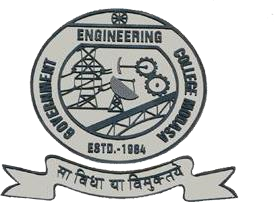 GOVERNMENT ENGINEERING COLLEGE MODASA
ESTD.-1984
सा विधा या विमुक्तये